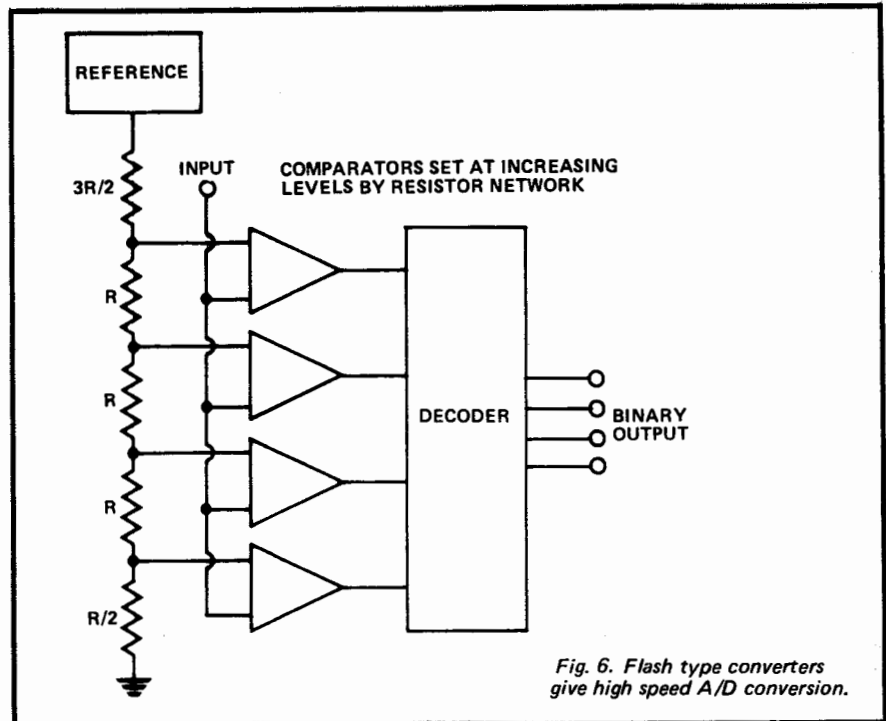 REFERENCE
3R/2
INPUT
COMPARATORS SET AT INCREASING
LEVELS BY RESISTOR NETWORK
R
R
DECODER
BINARY
OUTPUT
R
R/2
Fig. 6. Flash type converters
give high speed A/D conversion.